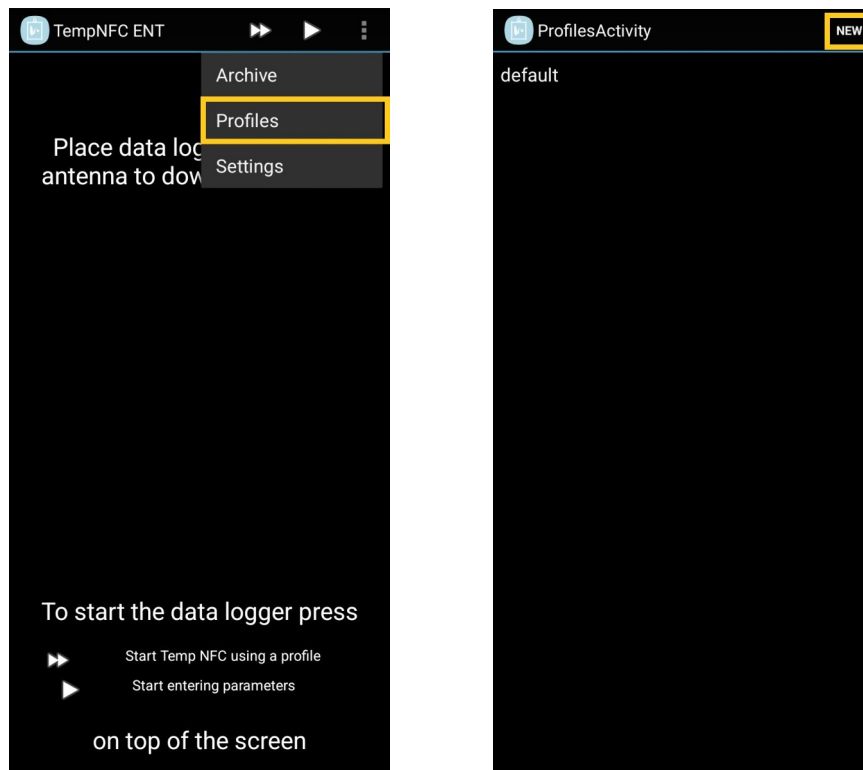 TempNFC ENT
Archive
Profiles
Settings
Place data log
antenna to dow
To start the data logger press
Start Temp NFC using a profile
Start entering parameters
on top of the screen
ProfilesActivity
NEW
default